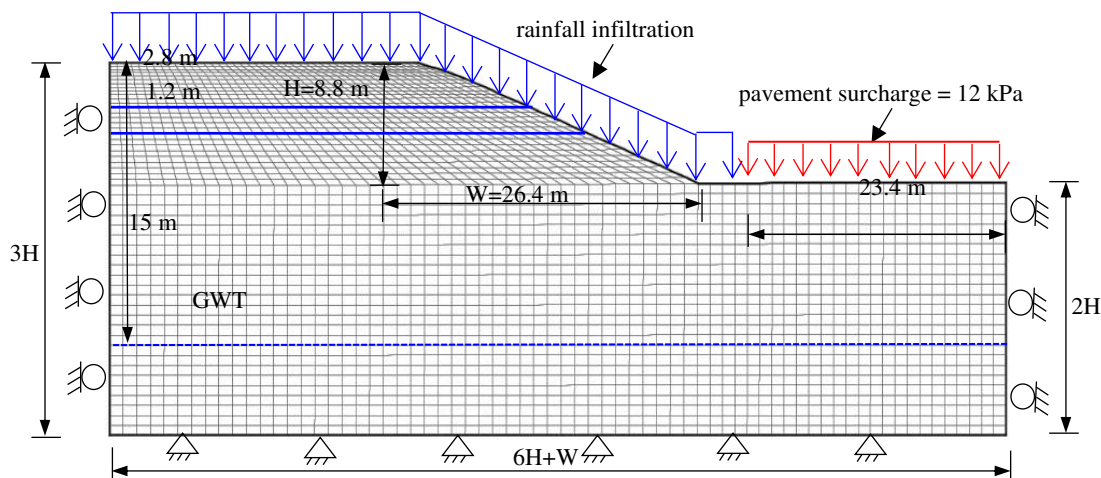 rainfall infiltration
2.8 m
1.2 m
H=8.8 m
pavement surcharge = 12 kPa
W=26.4 m
23.4 m
15 m
3H
GWT
2H
6H+W